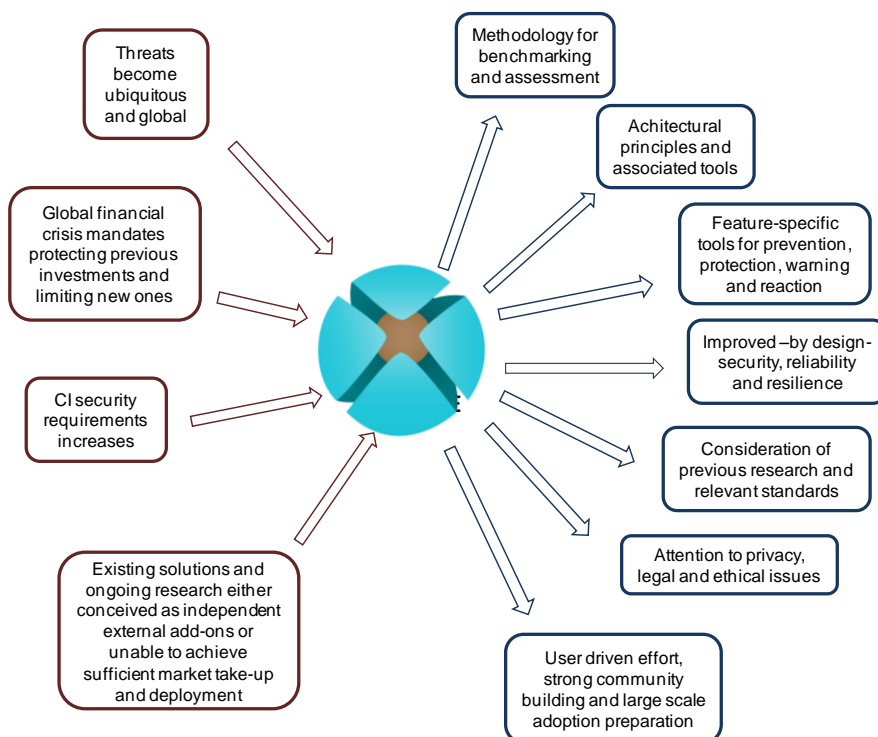 Threats
become
ubiquitous
and global
Global financial
crisis mandates
protecting previous
investments and
limiting new ones
CI security
requirements
increases
Existing solutions and
ongoing research either
conceived as independent
external add-ons or
unable to achieve
sufficient market take-up
and deployment
Methodology for
benchmarking
and assessment
Achitectural
principles and
associated tools
Feature-specific
tools for prevention,
protection, warning
and reaction
Improved –by design-
security, reliability
and resilience
Consideration of
previous research and
relevant standards
Attention to privacy,
legal and ethical issues
User driven effort,
strong community
building and large scale
adoption preparation